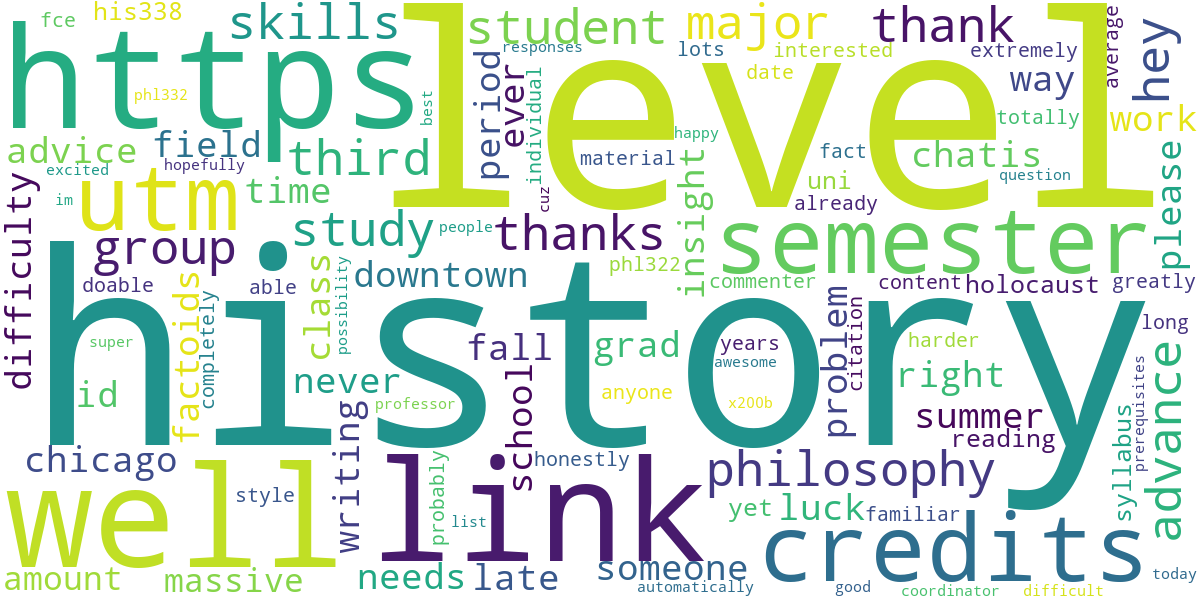 fce
his338
skills
https
level
student
major
thank
hey
responses
lots
interested
extremely
average
date
way
phl332
best
period
ever
individual
happy
totally
work
advice
field
third
material
fact
chatis
question
please
excited
hopefully
im
utm
time
cuz
insight
uni
already
difficulty
group
study
people
thanks
semester
doable
able
factoids
completely
class
possibility
downtown
phl322
commenter
content
holocaust
greatly
history
super
id
never
fall
grad
years
awesome
problem
citation
harder
right
long
professor
anyone
x200b
summer
reading
prerequisites
syllabus
advance
chicago
writing
school
honestly
philosophy
well
style
probably
list
link
yet
luck
familiar
credits
amount
massive
needs
late
someone
automatically
good
coordinator
difficult
today